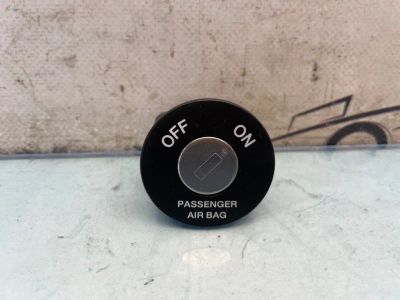 OFF ON
PASSENGER
AIR BAG